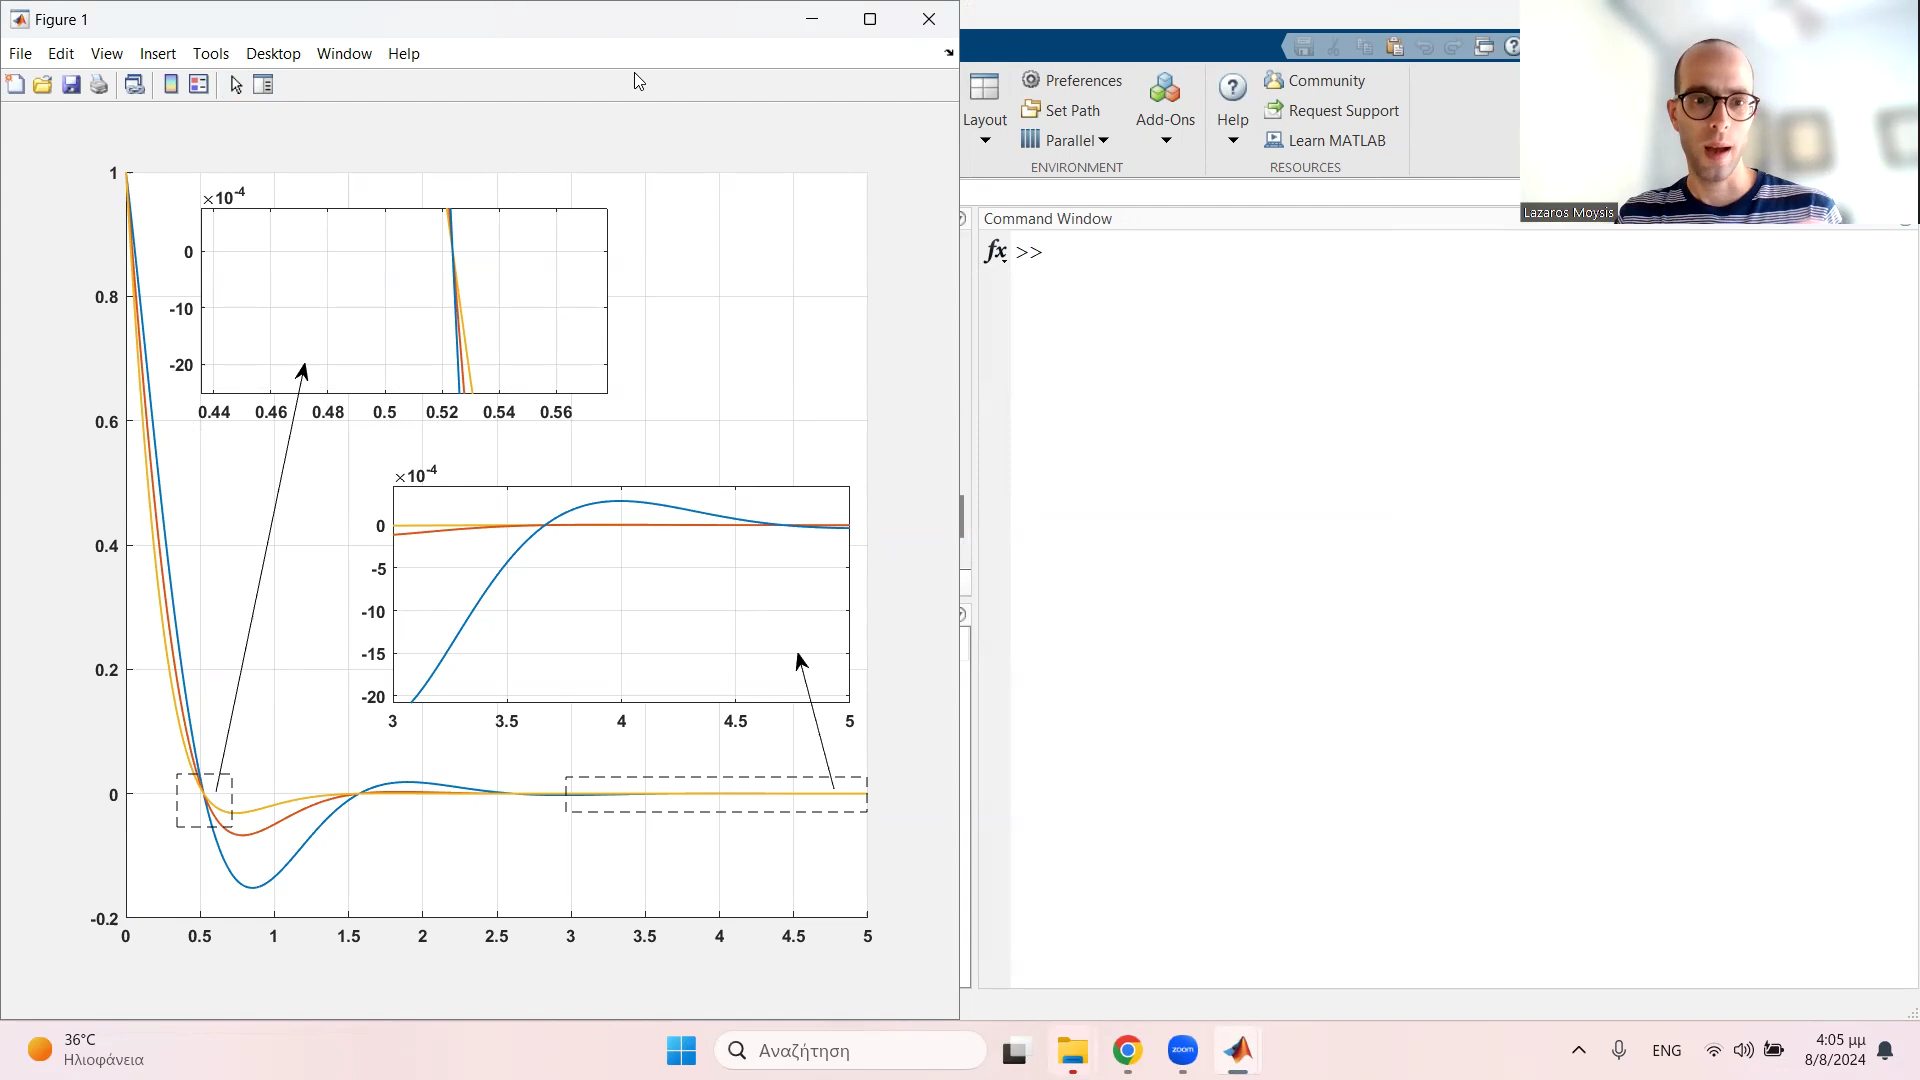 Figure 1
File Edit View Insert Tools Desktop Window Help
Layout
Preferences
Set Path
Parallel
Add-Ons
Help
Community
Request Support
Learn MATLAB
ENVIRONMENT
RESOURCES
Lazaros Moysis
Command Window
fx >>
1
0.8
0.6
0.4
0.2
0
-0.2
0 0.5 1 1.5 2 2.5 3 3.5 4 4.5 5
×10-4
0
-10
-20
0.44 0.46 0.48 0.5 0.52 0.54 0.56
×10-4
0
-5
-10
-15
-20
3 3.5 4 4.5 5
36°C
Ηλιοφάνεια
Αναζήτηση
zoom
ENG
4:05 μμ
8/8/2024